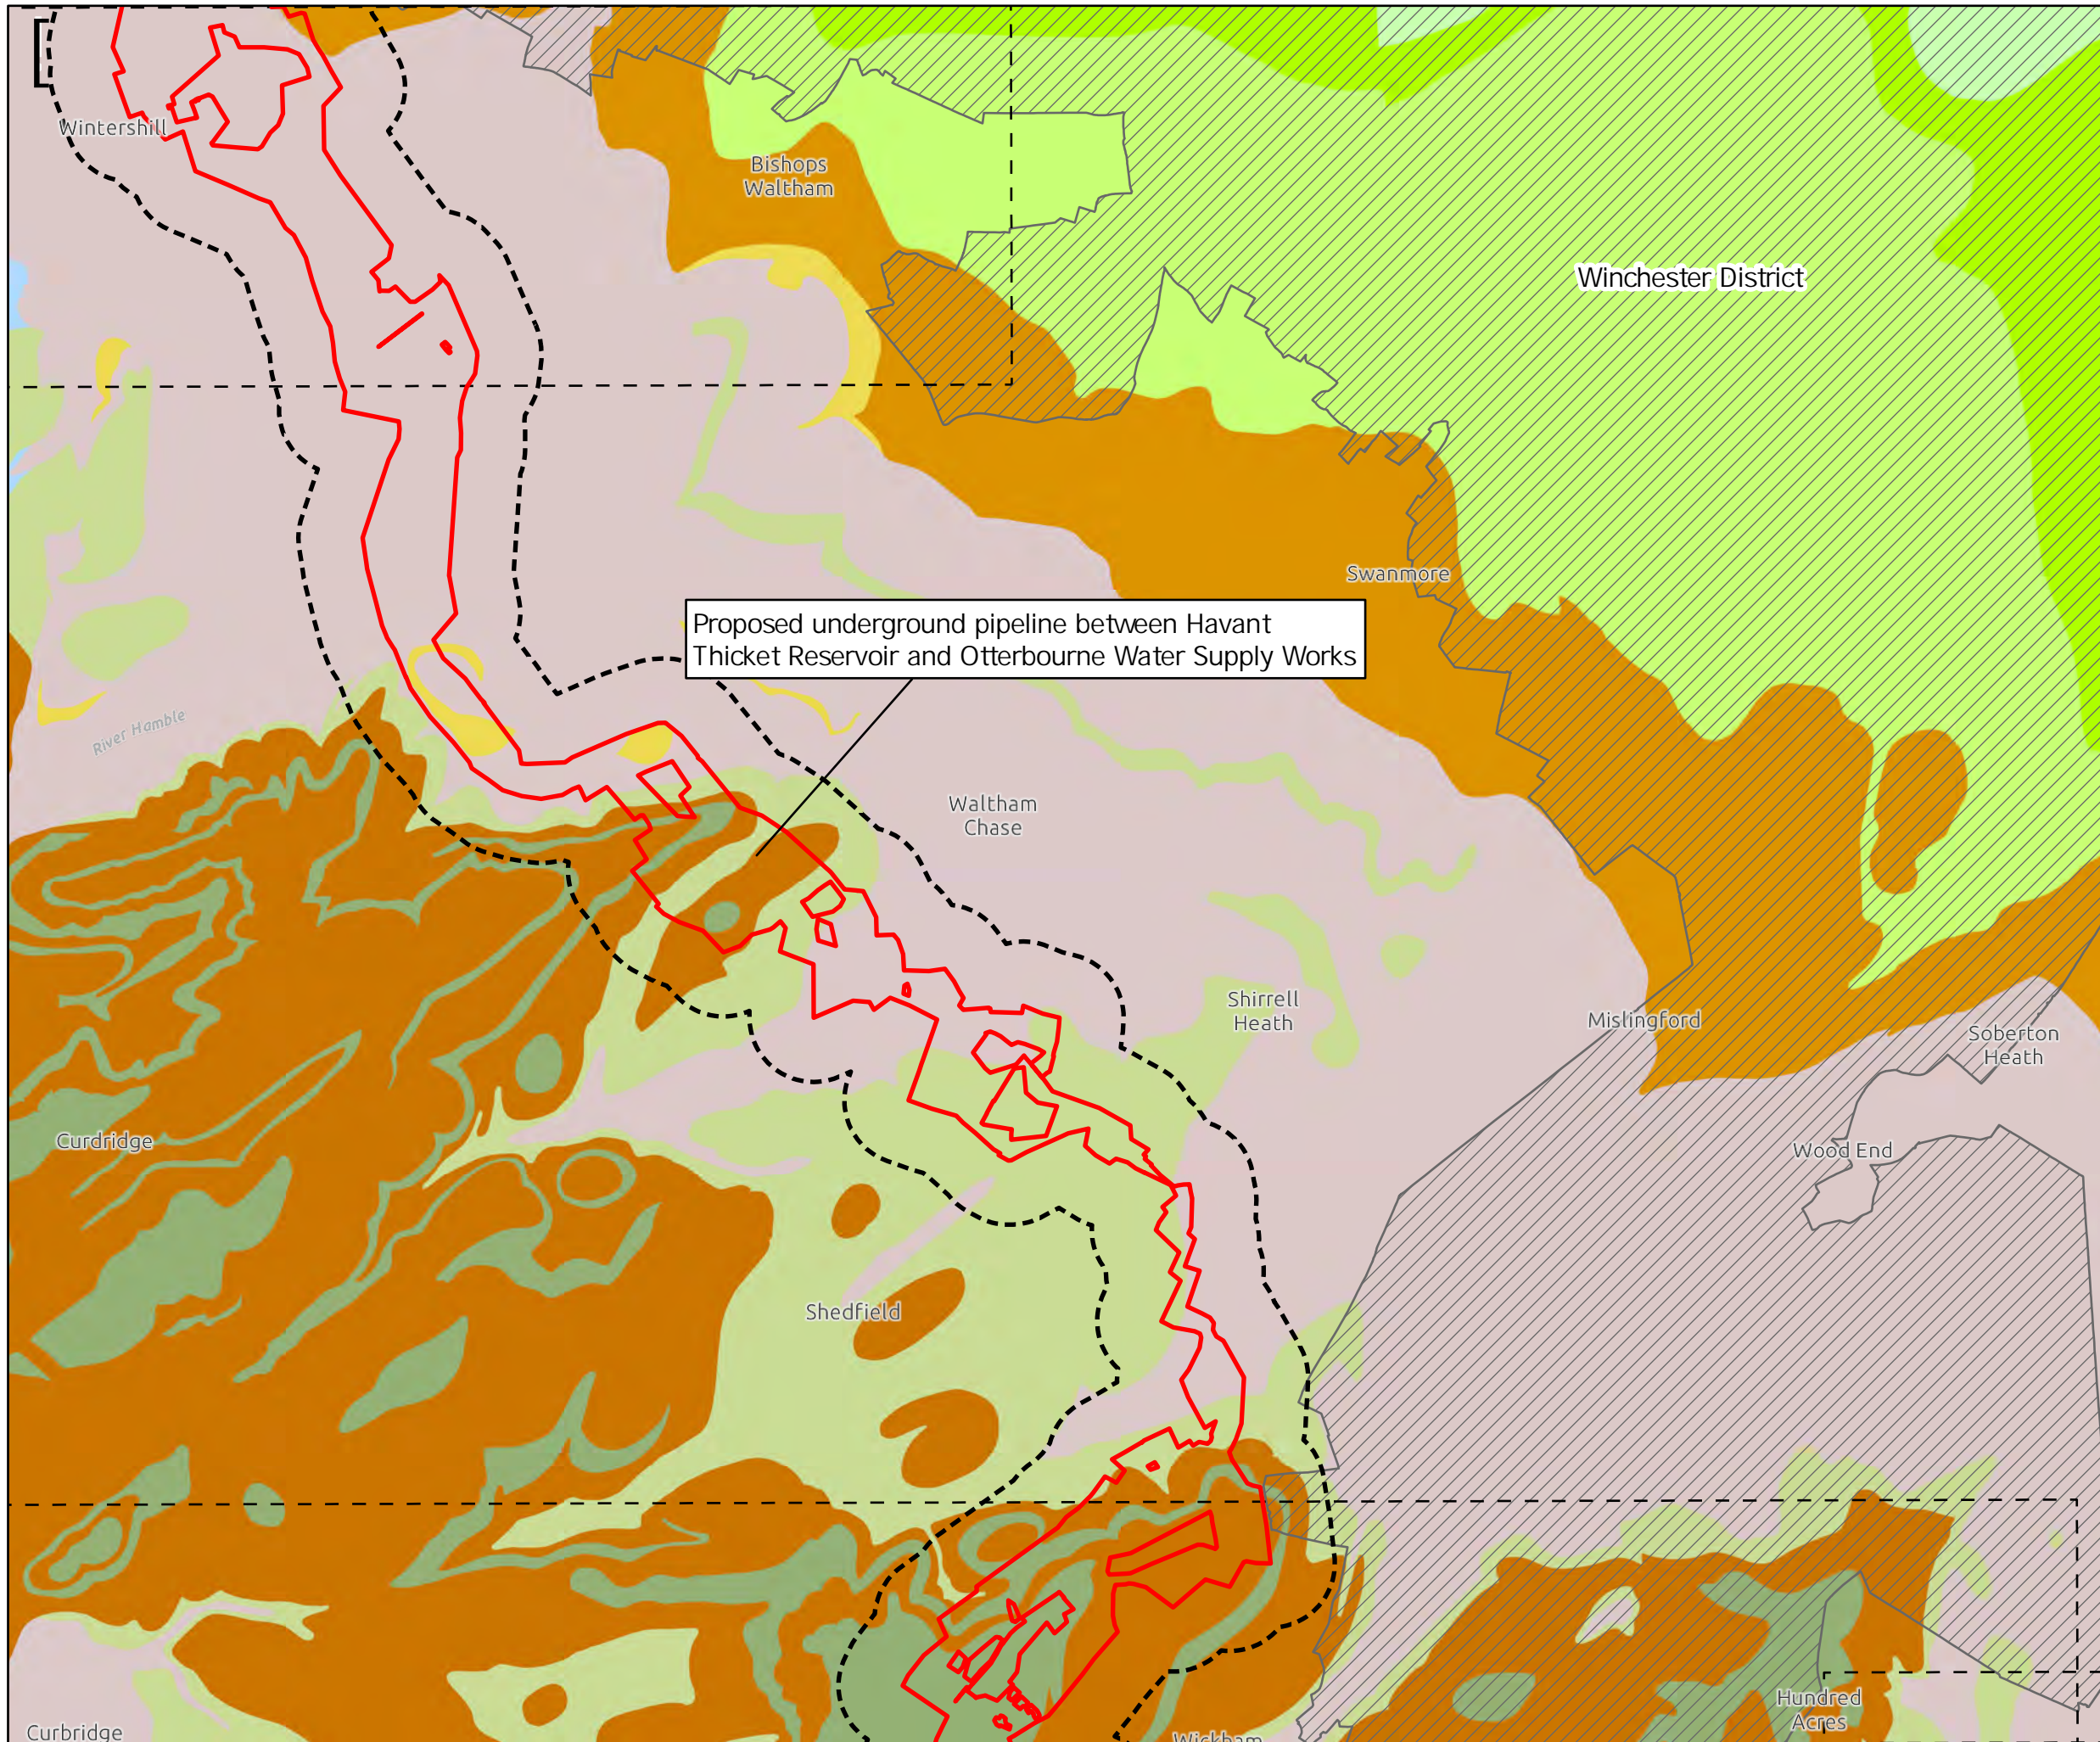 Wintershill
Bishops
Waltham
Winchester District
Swanmore
Proposed underground pipeline between Havant
Thicket Reservoir and Otterbourne Water Supply Works
River Hamble
Waltham
Chase
Shirrell
Heath
Mislingford
Soberton
Heath
Curdridge
Wood End
Shedfield
Hundred
Acres
Curbridge
Wickham